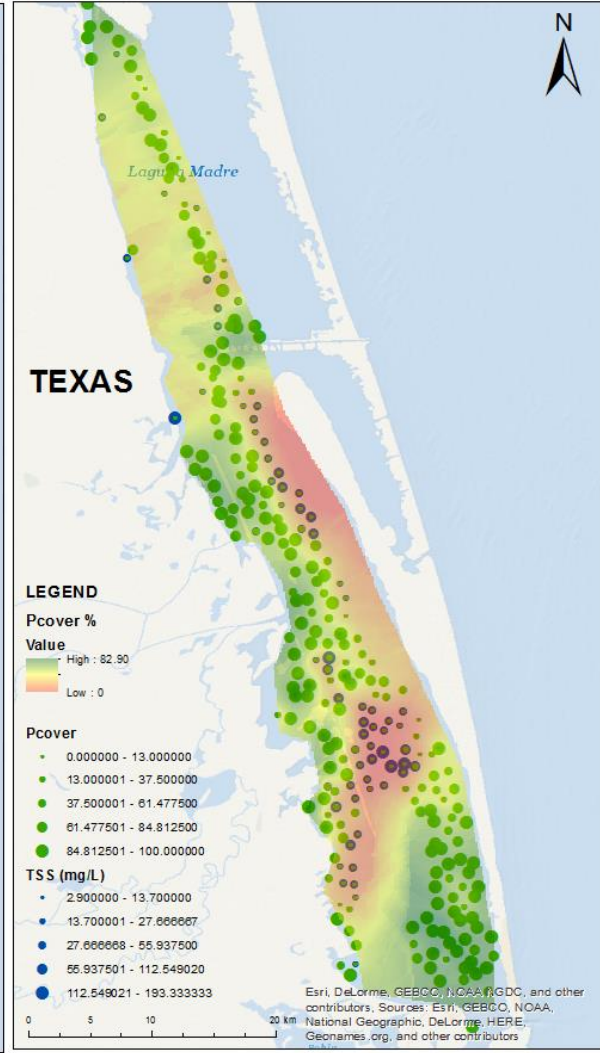 N
Laguna Madre
TEXAS
LEGEND
Pcover %
Value
High : 82.90
Low : 0
Pcover
0.000000 - 13.000000
13.000001 - 37.500000
37.500001 - 61.477500
61.477501 - 84.812500
84.812501 - 100.000000
TSS (mg/L)
2.900000 - 13.700000
13.700001 - 27.666667
27.666668 - 55.937500
55.937501 - 112.549020
112.549021 - 193.333333
0 5 10 20 km
Esri, DeLorme, GEBCO, NOAA NGDC, and other
contributors, Sources: Esri, GEBCO, NOAA,
National Geographic, DeLorme, HERE,
Geonames.org, and other contributors